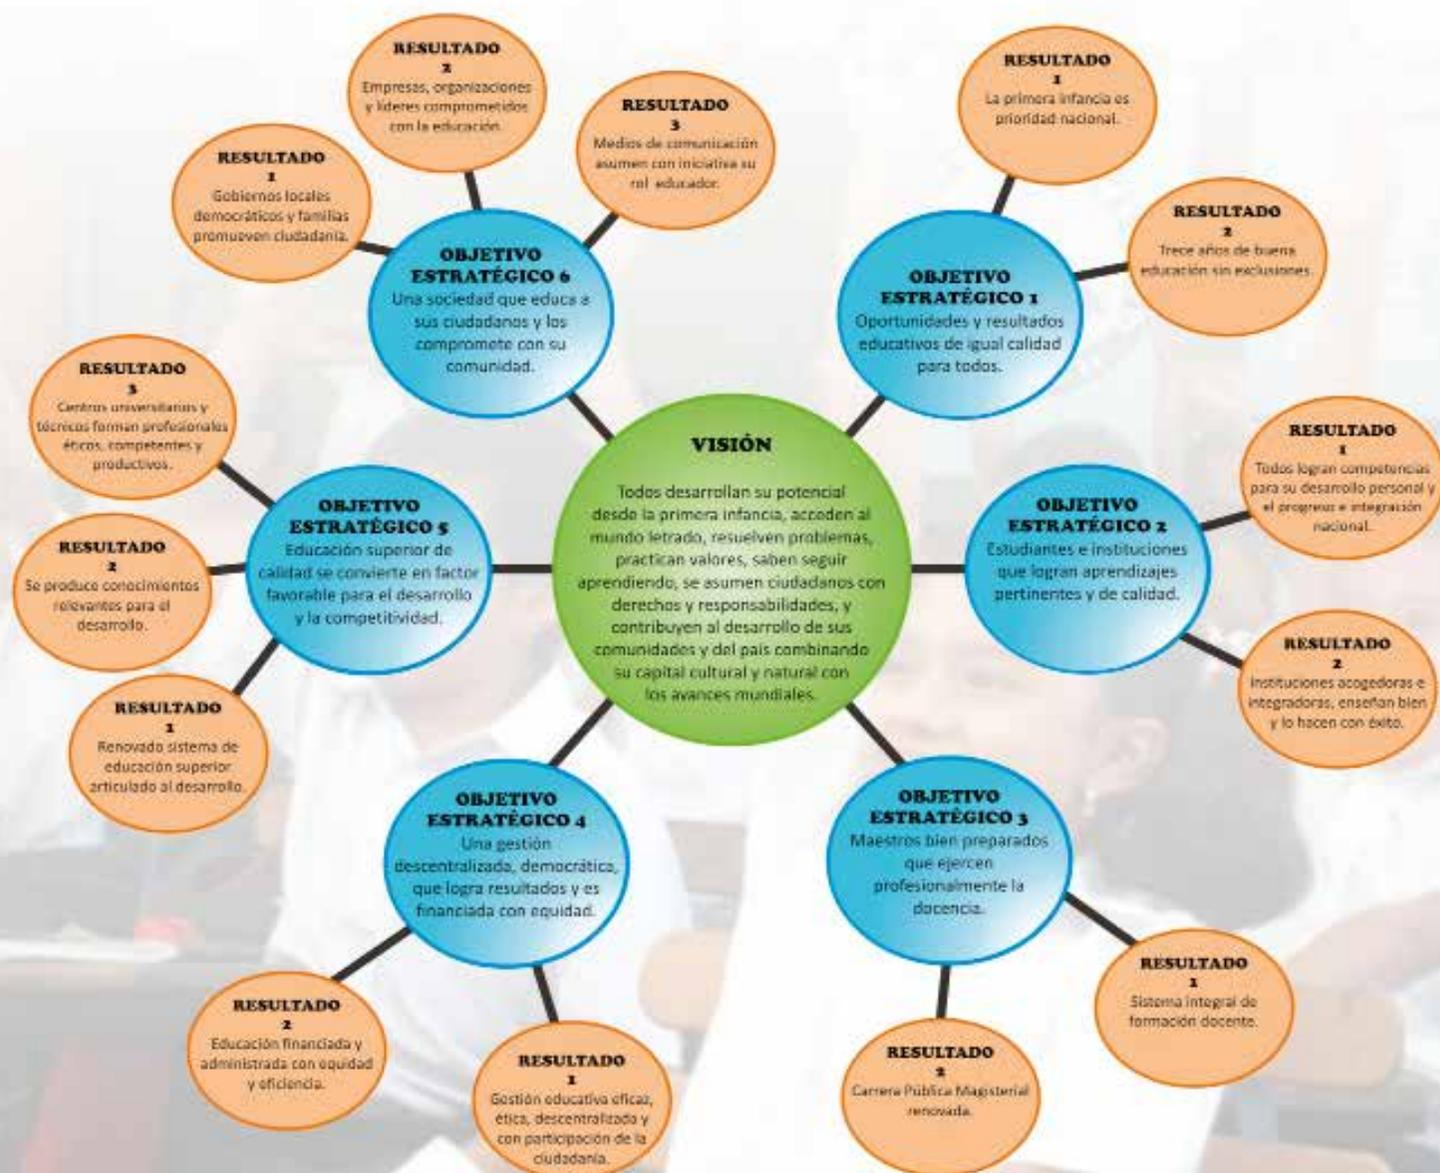 VISIÓN
Todos desarrollan su potencial
desde la primera infancia, acceden al
mundo letrado, resuelven problemas,
practican valores, saben seguir
aprendiendo, se asumen ciudadanos con
derechos y responsabilidades, y
contribuyen al desarrollo de sus
comunidades y del país combinando
su capital cultural y natural con
los avances mundiales.
OBJETIVO
ESTRATÉGICO 1
Oportunidades y resultados
educativos de igual calidad
para todos.
RESULTADO
1
La primera infancia es
prioridad nacional.
RESULTADO
2
Trece años de buena
educación sin exclusiones.
OBJETIVO
ESTRATÉGICO 2
Estudiantes e instituciones
que logran aprendizajes
pertinentes y de calidad.
RESULTADO
1
Todos logran competencias
para su desarrollo personal y
el progreso e integración
nacional.
RESULTADO
2
Instituciones acogedoras e
integradoras, enseñan bien
y lo hacen con éxito.
OBJETIVO
ESTRATÉGICO 3
Maestros bien preparados
que ejercen
profesionalmente la
docencia.
RESULTADO
1
Sistema integral de
formación docente.
RESULTADO
2
Carrera Pública Magisterial
renovada.
OBJETIVO
ESTRATÉGICO 4
Una gestión
descentralizada, democrática,
que logra resultados y es
financiada con equidad.
RESULTADO
1
Gestión educativa eficaz,
ética, descentralizada y
con participación de la
ciudadanía.
RESULTADO
2
Educación financiada y
administrada con equidad
y eficiencia.
OBJETIVO
ESTRATÉGICO 5
Educación superior de
calidad se convierte en factor
favorable para el desarrollo
y la competitividad.
RESULTADO
1
Renovado sistema de
educación superior
articulado al desarrollo.
RESULTADO
2
Se produce conocimientos
relevantes para el
desarrollo.
RESULTADO
3
Centros universitarios y
técnicos forman profesionales
éticos, competentes y
productivos.
OBJETIVO
ESTRATÉGICO 6
Una sociedad que educa a
sus ciudadanos y los
compromete con su
comunidad.
RESULTADO
1
Gobiernos locales
democráticos y familias
promueven ciudadanía.
RESULTADO
2
Empresas, organizaciones
y líderes comprometidos
con la educación.
RESULTADO
3
Medios de comunicación
asumen con iniciativa su
rol educador.